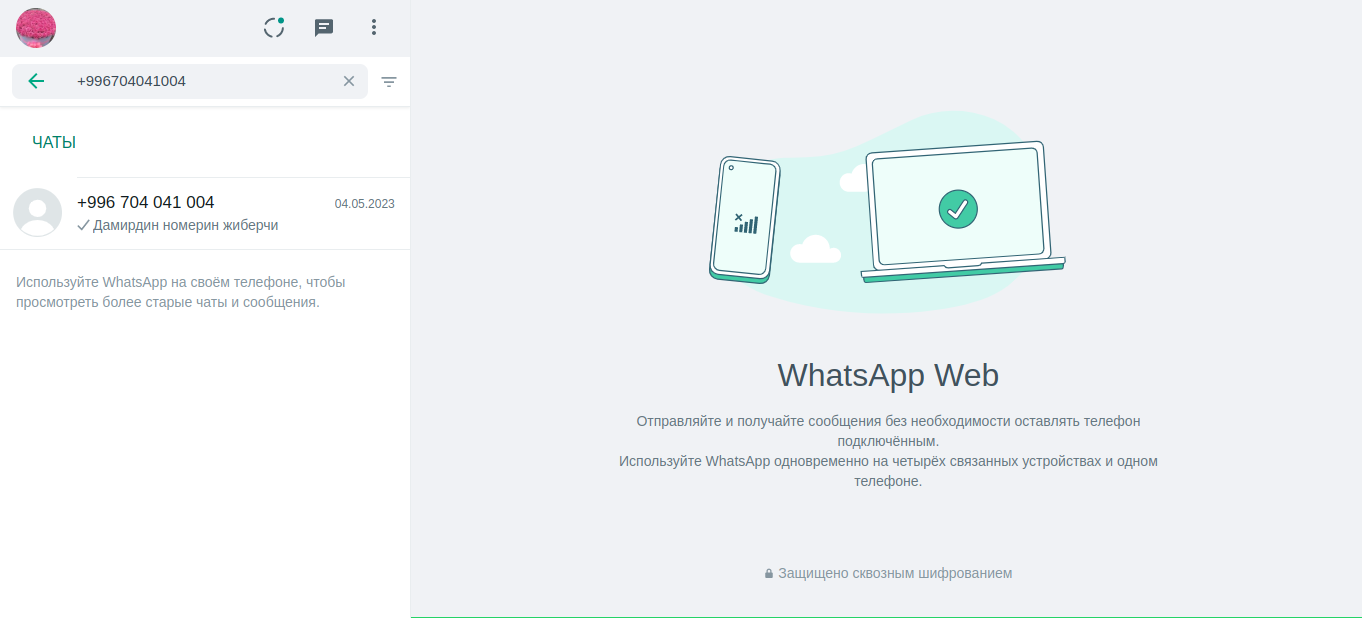 +996704041004
ЧАТЫ
+996 704 041 004
04.05.2023
Дамирдин номерин жиберчи
Используйте WhatsApp на своём телефоне, чтобы
просмотреть более старые чаты и сообщения.
WhatsApp Web
Отправляйте и получайте сообщения без необходимости оставлять телефон
подключённым.
Используйте WhatsApp одновременно на четырёх связанных устройствах и одном
телефоне.
Защищено сквозным шифрованием